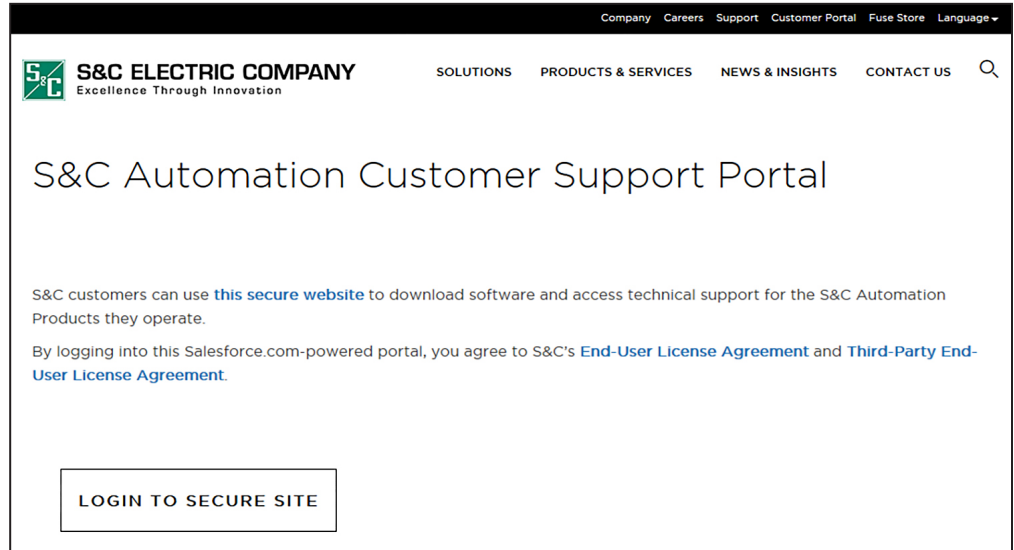 Company Careers Support Customer Portal Fuse Store Language
S&C S&C ELECTRIC COMPANY
Excellence Through Innovation
SOLUTIONS PRODUCTS & SERVICES NEWS & INSIGHTS CONTACT US
S&C Automation Customer Support Portal
S&C customers can use this secure website to download software and access technical support for the S&C Automation
Products they operate.
By logging into this Salesforce.com-powered portal, you agree to S&C's End-User License Agreement and Third-Party End-
User License Agreement.
LOGIN TO SECURE SITE